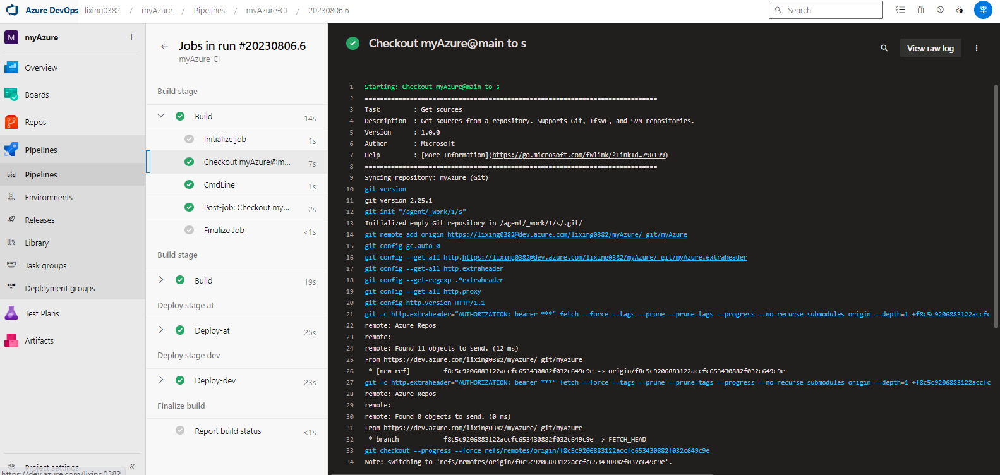 Azure DevOps lixing0382 / myAzure / Pipelines / myAzure-CI / 20230806.6
Search
李
M myAzure +
Overview
Boards
Repos
Pipelines
Pipelines
Environments
Releases
Library
Task groups
Deployment groups
Test Plans
Artifacts
Project settings
https://dev.azure.com/lixing0382
Jobs in run #20230806.6
myAzure-CI
Build stage
Build 14s
Initialize job 1s
Checkout myAzure@m... 7s
CmdLine 1s
Post-job: Checkout my... 2s
Finalize Job <1s
Build stage
Build 19s
Deploy stage at
Deploy-at 25s
Deploy stage dev
Deploy-dev 23s
Finalize build
Report build status <1s
Checkout myAzure@main to s
View raw log
1 Starting: Checkout myAzure@main to s
2 ==============================================================================
3 Task         : Get sources
4 Description  : Get sources from a repository. Supports Git, TfsVC, and SVN repositories.
5 Version      : 1.0.0
6 Author       : Microsoft
7 Help         : [More Information](https://go.microsoft.com/fwlink/?LinkId=798199)
8 ==============================================================================
9 Syncing repository: myAzure (Git)
10 git version
11 git version 2.25.1
12 git init "/agent/_work/1/s"
13 Initialized empty Git repository in /agent/_work/1/s/.git/
14 git remote add origin https://lixing0382@dev.azure.com/lixing0382/myAzure/_git/myAzure
15 git config gc.auto 0
16 git config --get-all http.https://lixing0382@dev.azure.com/lixing0382/myAzure/_git/myAzure.extraheader
17 git config --get-all http.extraheader
18 git config --get-regexp .*extraheader
19 git config --get-all http.proxy
20 git config http.version HTTP/1.1
21 git -c http.extraheader="AUTHORIZATION: bearer ***" fetch --force --tags --prune --prune-tags --progress --no-recurse-submodules origin --depth=1 +f8c5c9206883122accfc
22 remote: Azure Repos
23 remote:
24 remote: Found 11 objects to send. (12 ms)
25 From https://dev.azure.com/lixing0382/myAzure/_git/myAzure
26  * [new ref]         f8c5c9206883122accfc653430882f032c649c9e -> origin/f8c5c9206883122accfc653430882f032c649c9e
27 git -c http.extraheader="AUTHORIZATION: bearer ***" fetch --force --tags --prune --prune-tags --progress --no-recurse-submodules origin --depth=1 +f8c5c9206883122accfc
28 remote: Azure Repos
29 remote:
30 remote: Found 0 objects to send. (0 ms)
31 From https://dev.azure.com/lixing0382/myAzure/_git/myAzure
32  * branch            f8c5c9206883122accfc653430882f032c649c9e -> FETCH_HEAD
33 git checkout --progress --force refs/remotes/origin/f8c5c9206883122accfc653430882f032c649c9e
34 Note: switching to 'refs/remotes/origin/f8c5c9206883122accfc653430882f032c649c9e'.